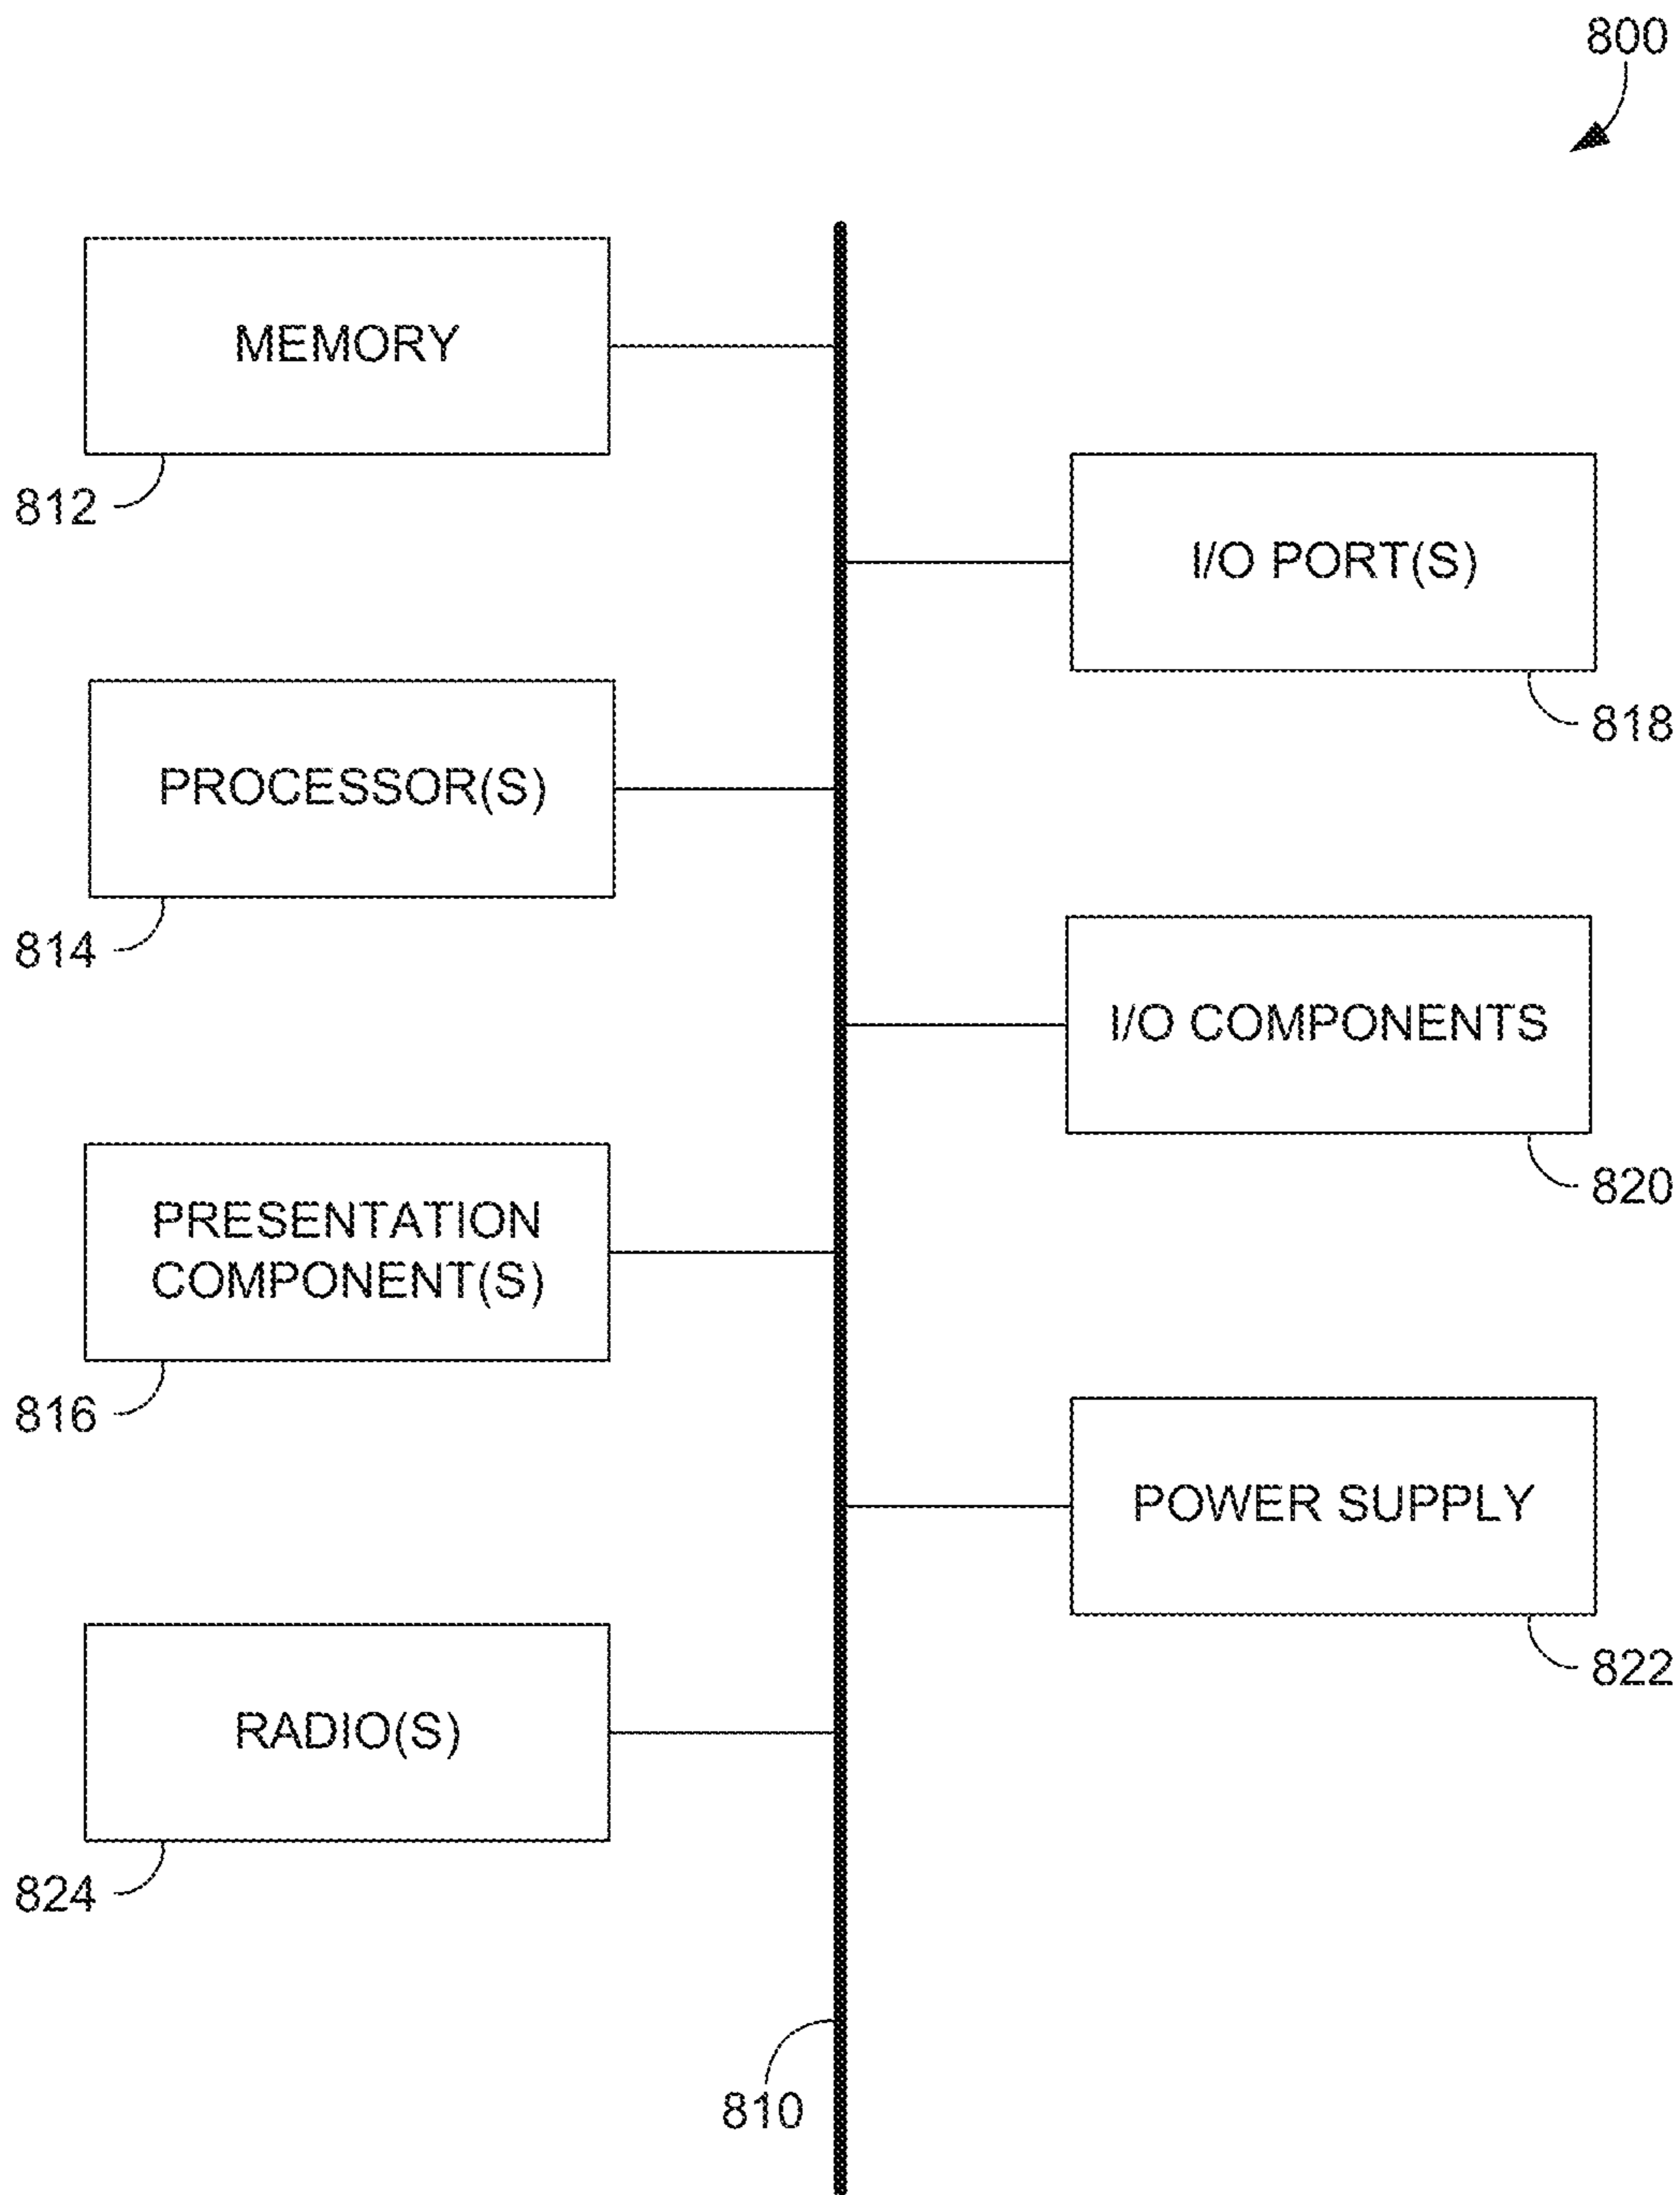 800
MEMORY
812
I/O PORT(S)
818
PROCESSOR(S)
814
I/O COMPONENTS
820
PRESENTATION
COMPONENT(S)
816
POWER SUPPLY
822
RADIO(S)
824
810